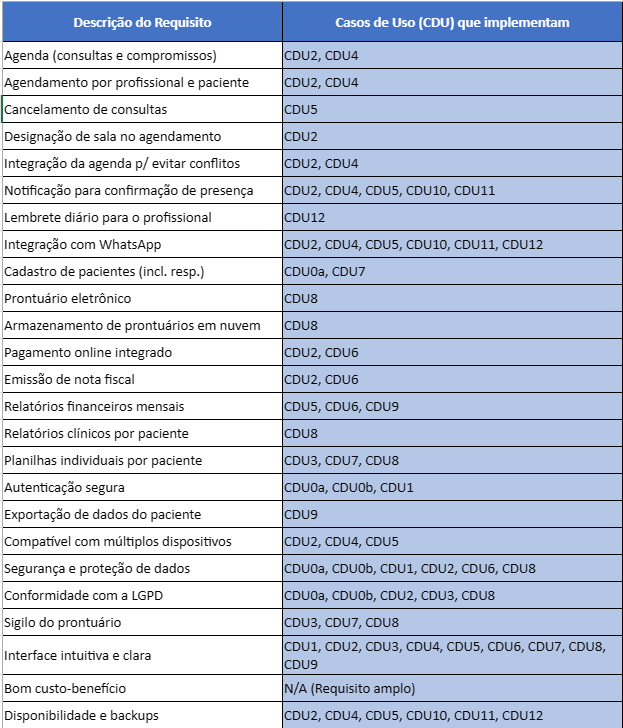 Descrição do Requisito Casos de Uso (CDU) que implementam
Agenda (consultas e compromissos) CDU2, CDU4
Agendamento por profissional e paciente CDU2, CDU4
Cancelamento de consultas CDU5
Designação de sala no agendamento CDU2
Integração da agenda p/ evitar conflitos CDU2, CDU4
Notificação para confirmação de presença CDU2, CDU4, CDU5, CDU10, CDU11
Lembrete diário para o profissional CDU12
Integração com WhatsApp CDU2, CDU4, CDU5, CDU10, CDU11, CDU12
Cadastro de pacientes (incl. resp.) CDU0a, CDU7
Prontuário eletrônico CDU8
Armazenamento de prontuários em nuvem CDU8
Pagamento online integrado CDU2, CDU6
Emissão de nota fiscal CDU2, CDU6
Relatórios financeiros mensais CDU5, CDU6, CDU9
Relatórios clínicos por paciente CDU8
Planilhas individuais por paciente CDU3, CDU7, CDU8
Autenticação segura CDU0a, CDU0b, CDU1
Exportação de dados do paciente CDU9
Compatível com múltiplos dispositivos CDU2, CDU4, CDU5
Segurança e proteção de dados CDU0a, CDU0b, CDU1, CDU2, CDU6, CDU8
Conformidade com a LGPD CDU0a, CDU0b, CDU2, CDU3, CDU8
Sigilo do prontuário CDU3, CDU7, CDU8
Interface intuitiva e clara CDU1, CDU2, CDU3, CDU4, CDU5, CDU6, CDU7, CDU8,
CDU9
Bom custo-benefício N/A (Requisito amplo)
Disponibilidade e backups CDU2, CDU4, CDU5, CDU10, CDU11, CDU12